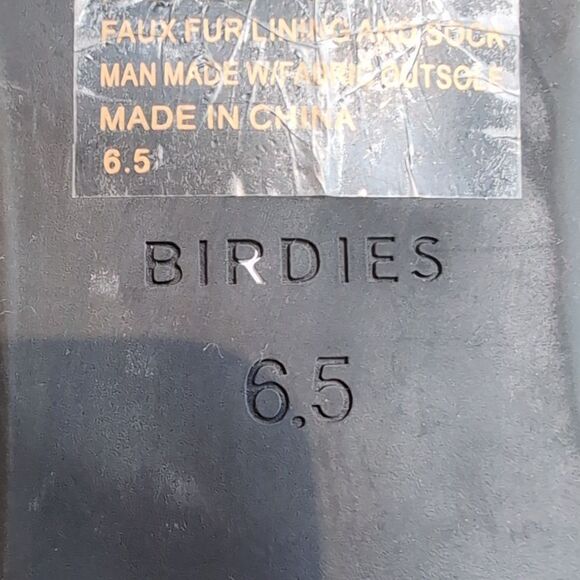 FAUX FUR LINING AND SOCK
MAN MADE W/FABRIC OUTSOLE
MADE IN CHINA
6.5
BIRDIES
6.5